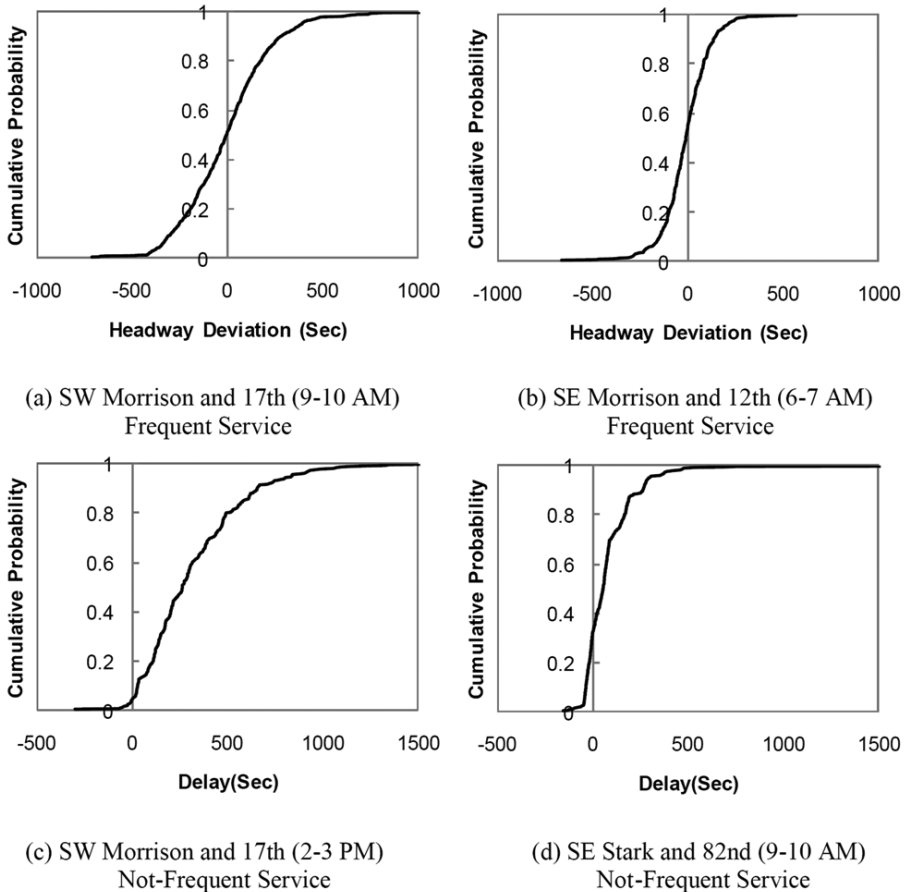 1
0.8
0.6
0.4
0.2
0
Cumulative Probability
-1000 -500 0 500 1000
Headway Deviation (Sec)
(a) SW Morrison and 17th (9-10 AM)
Frequent Service
1
0.8
0.6
0.4
0.2
0
Cumulative Probability
-1000 -500 0 500 1000
Headway Deviation (Sec)
(b) SE Morrison and 12th (6-7 AM)
Frequent Service
1
0.8
0.6
0.4
0.2
0
Cumulative Probability
-500 0 500 1000 1500
Delay(Sec)
(c) SW Morrison and 17th (2-3 PM)
Not-Frequent Service
1
0.8
0.6
0.4
0.2
0
Cumulative Probability
-500 0 500 1000 1500
Delay(Sec)
(d) SE Stark and 82nd (9-10 AM)
Not-Frequent Service